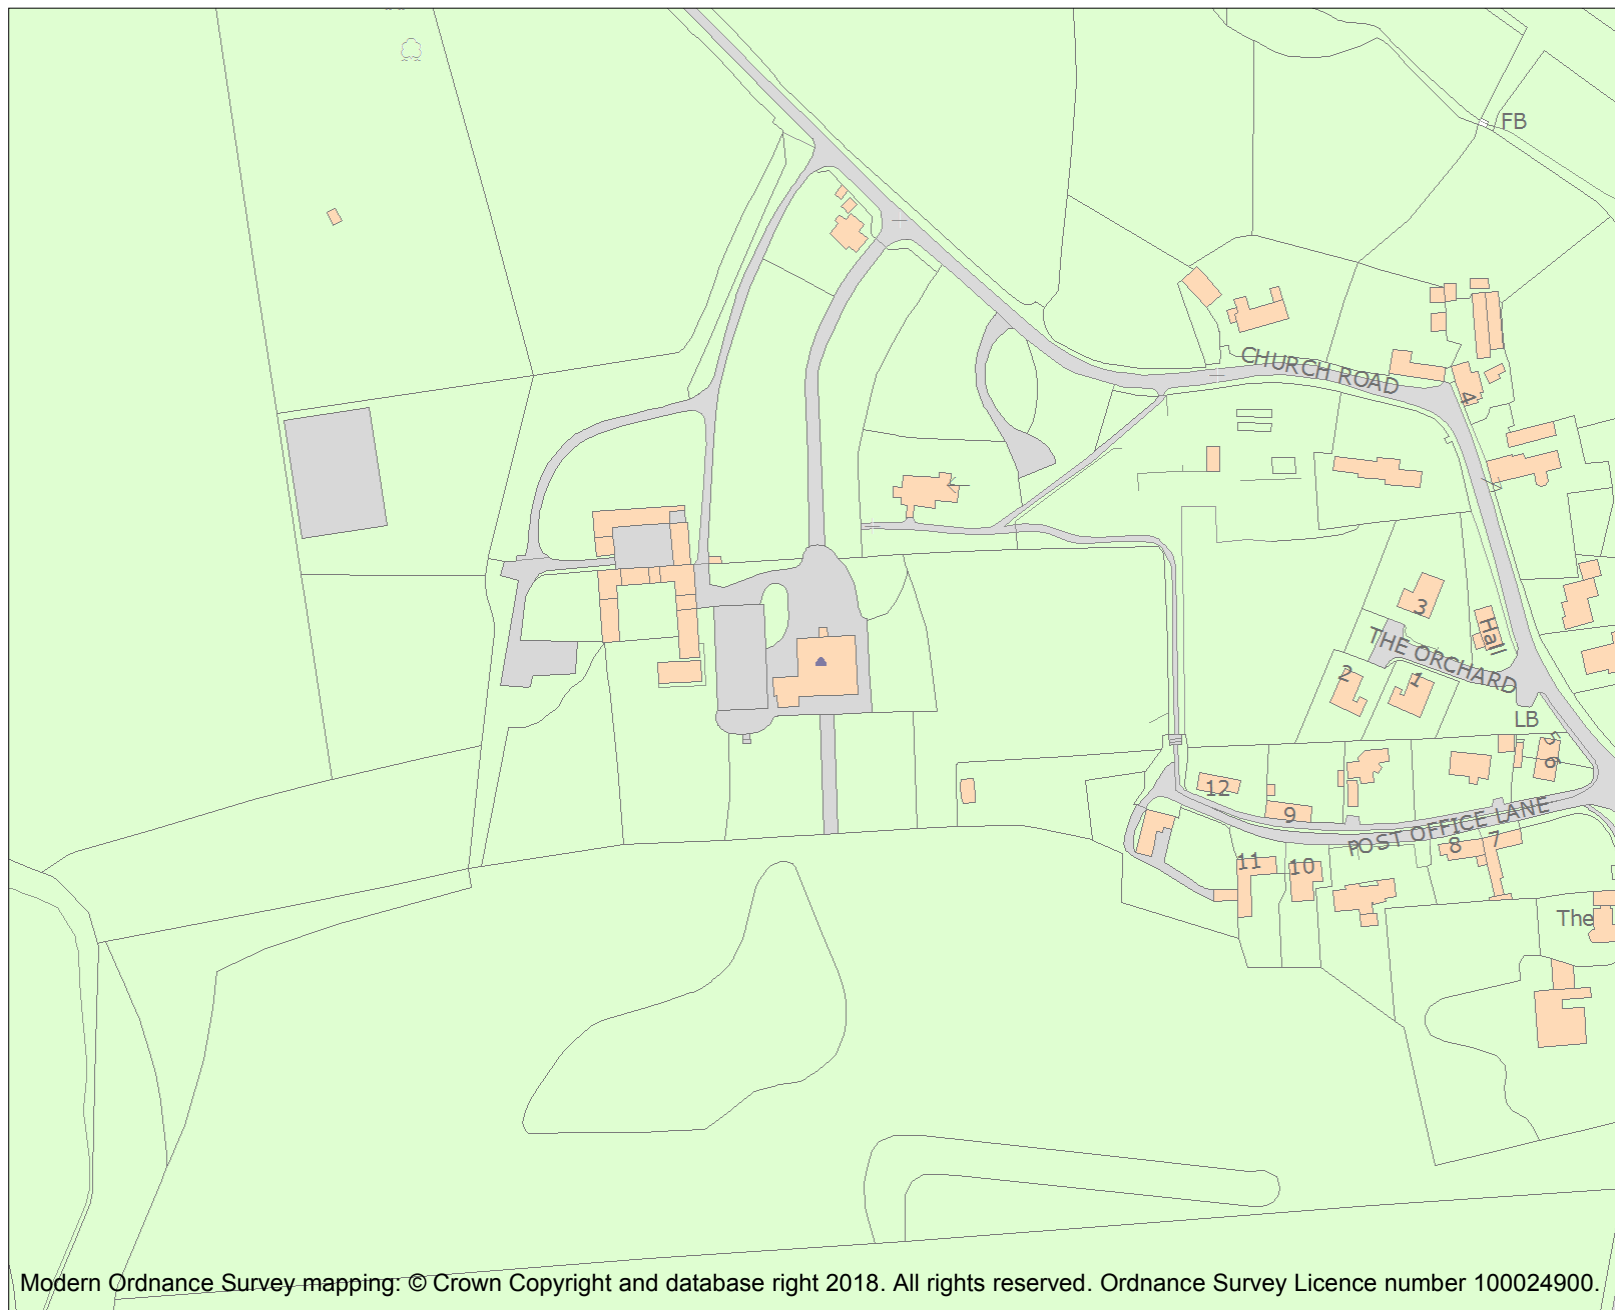 FB
CHURCH ROAD
4
3
Hall
THE ORCHARD
2
1
LB
5
6
12
9
POST OFFICE LANE
8
7
11
10
The
Modern Ordnance Survey mapping: © Crown Copyright and database right 2018. All rights reserved. Ordnance Survey Licence number 100024900.